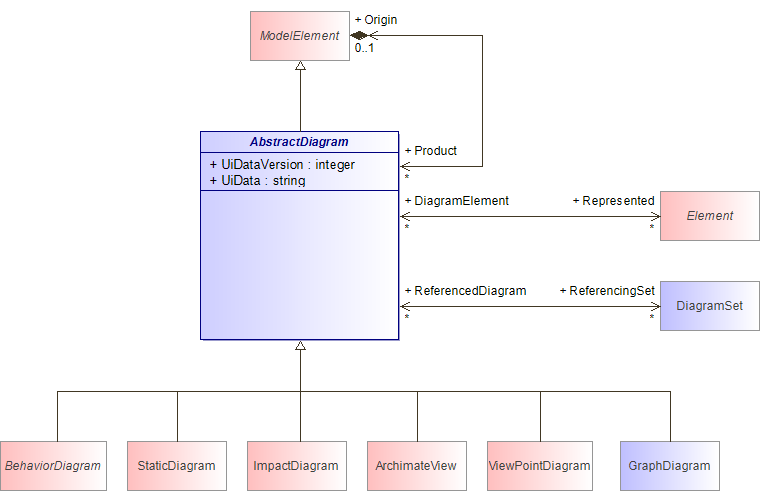 + Origin
ModelElement
0..1
AbstractDiagram
+ UiDataVersion : integer
+ UiData : string
+ Product
*
+ DiagramElement
+ Represented
*
*
Element
+ ReferencedDiagram
+ ReferencingSet
*
*
DiagramSet
BehaviorDiagram
StaticDiagram
ImpactDiagram
ArchimateView
ViewPointDiagram
GraphDiagram